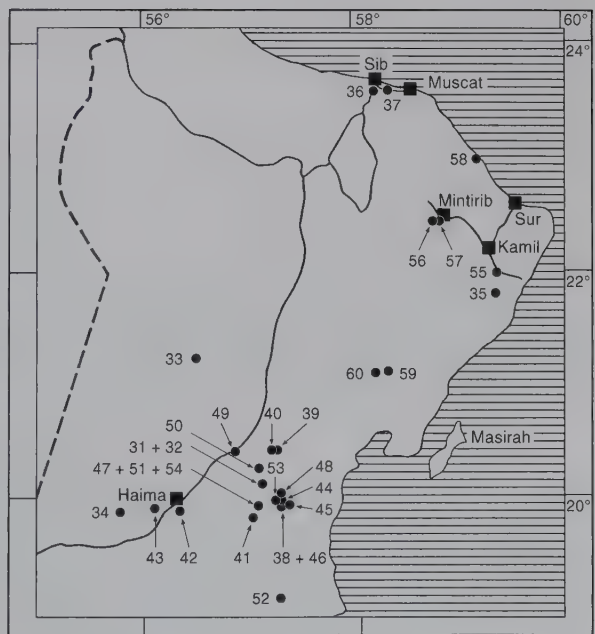 56° 58° 60°
24°
Sib
Muscat
36 37
58
Mintirib
Sur
Kamil
56 57
22°
55
35
33
60 59
49 40 39
50
Masirah
31 + 32
53 48
47 + 51 + 54
44
Haima
20°
34
45
43 42 41 38 + 46
52